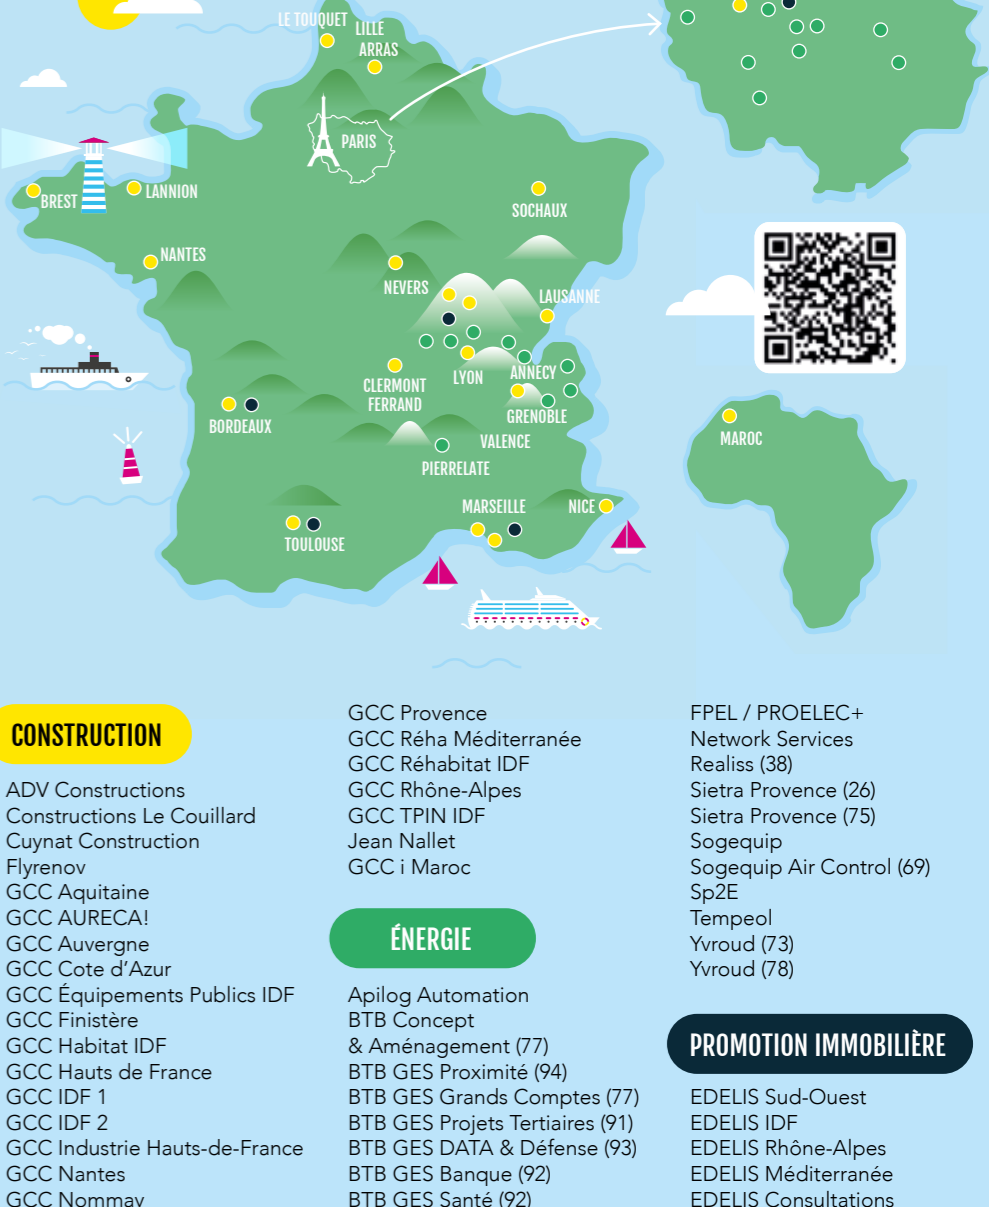 LE TOUQUET
LILLE
ARRAS
PARIS
BREST
LANNION
SOCHAUX
NANTES
NEVERS
LAUSANNE
LYON
ANNECY
CLERMONT
FERRAND
GRENOBLE
BORDEAUX
VALENCE
PIERRELATE
MAROC
MARSEILLE
NICE
TOULOUSE
CONSTRUCTION
ADV Constructions
Constructions Le Couillard
Cuynat Construction
Flyrenov
GCC Aquitaine
GCC AURECA!
GCC Auvergne
GCC Cote d'Azur
GCC Équipements Publics IDF
GCC Finistère
GCC Habitat IDF
GCC Hauts de France
GCC IDF 1
GCC IDF 2
GCC Industrie Hauts-de-France
GCC Nantes
GCC Nommay
GCC Provence
GCC Réha Méditerranée
GCC Réhabitat IDF
GCC Rhône-Alpes
GCC TPIN IDF
Jean Nallet
GCC i Maroc
ÉNERGIE
Apilog Automation
BTB Concept
& Aménagement (77)
BTB GES Proximité (94)
BTB GES Grands Comptes (77)
BTB GES Projets Tertiaires (91)
BTB GES DATA & Défense (93)
BTB GES Banque (92)
BTB GES Santé (92)
FPEL / PROELEC+
Network Services
Realiss (38)
Sietra Provence (26)
Sietra Provence (75)
Sogequip
Sogequip Air Control (69)
Sp2E
Tempeol
Yvroud (73)
Yvroud (78)
PROMOTION IMMOBILIÈRE
EDELIS Sud-Ouest
EDELIS IDF
EDELIS Rhône-Alpes
EDELIS Méditerranée
EDELIS Consultations